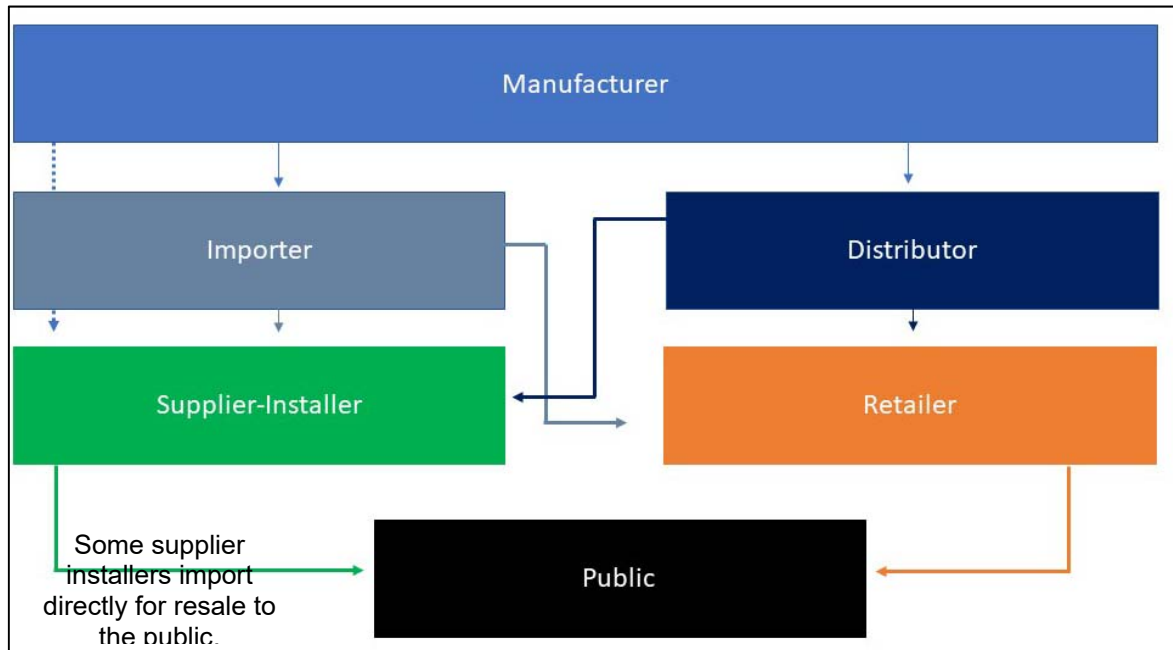 Manufacturer
Importer
Distributor
Supplier-Installer
Retailer
Some supplier
installers import
directly for resale to
the public.
Public